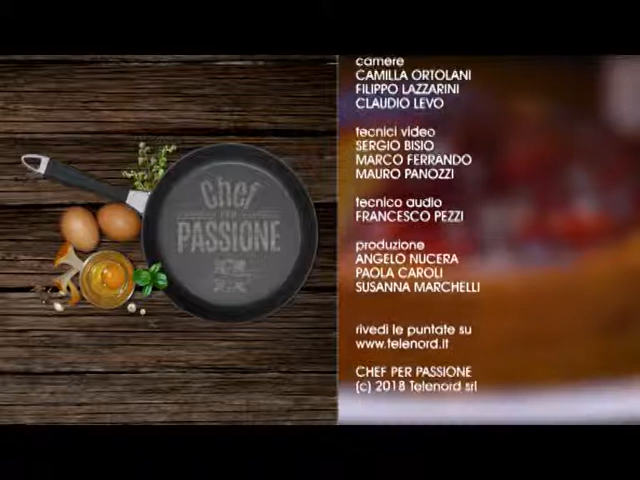 Chef
PER
PASSIONE
camere
CAMILLA ORTOLANI
FILIPPO LAZZARINI
CLAUDIO LEVO
tecnici video
SERGIO BISIO
MARCO FERRANDO
MAURO PANOZZI
tecnico audio
FRANCESCO PEZZI
produzione
ANGELO NUCERA
PAOLA CAROLI
SUSANNA MARCHELLI
rivedi le puntate su
www.telenord.it
CHEF PER PASSIONE
(c) 2018 Telenord srl